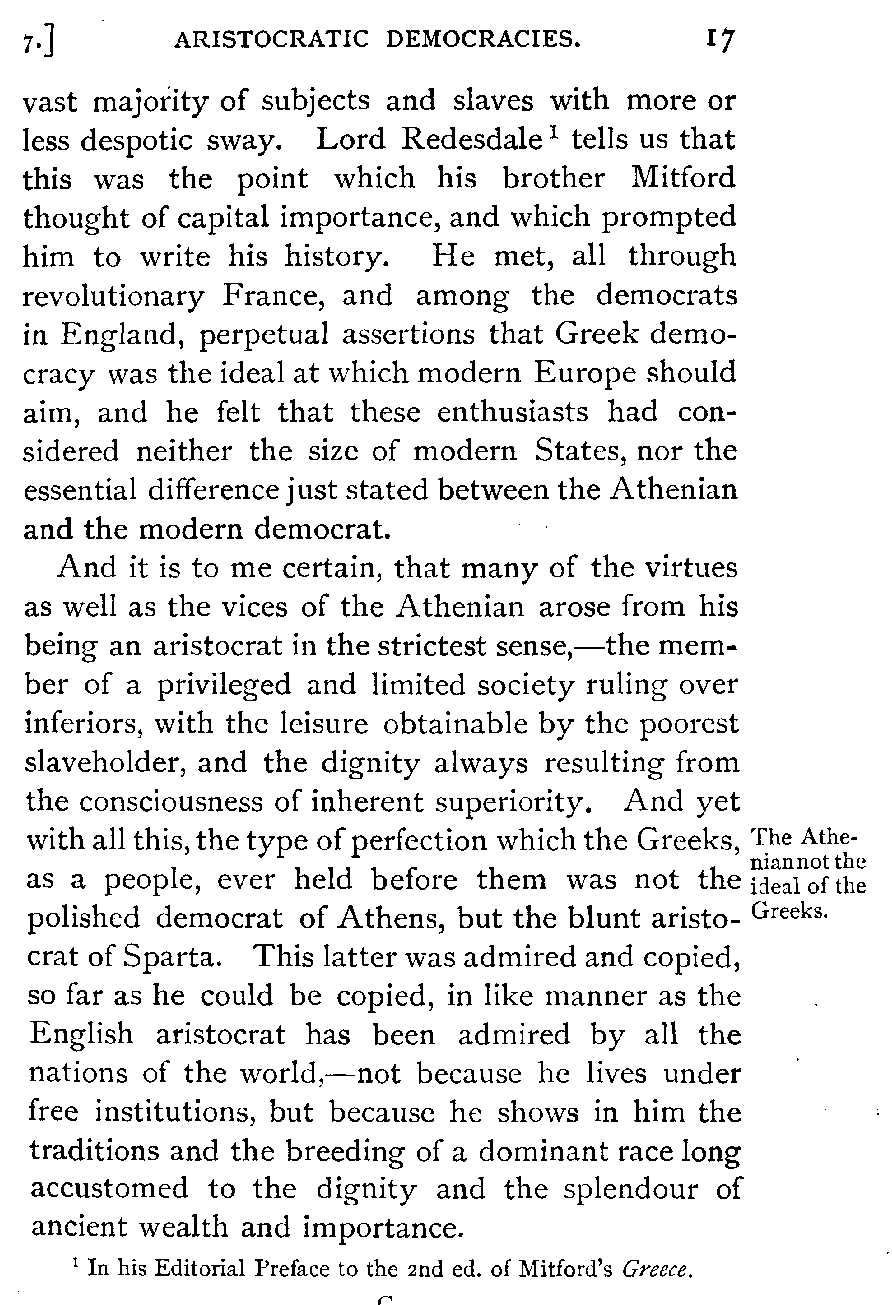 7.] ARISTOCRATIC DEMOCRACIES. 17
vast majority of subjects and slaves with more or
less despotic sway. Lord Redesdale ¹ tells us that
this was the point which his brother Mitford
thought of capital importance, and which prompted
him to write his history. He met, all through
revolutionary France, and among the democrats
in England, perpetual assertions that Greek demo-
cracy was the ideal at which modern Europe should
aim, and he felt that these enthusiasts had con-
sidered neither the size of modern States, nor the
essential difference just stated between the Athenian
and the modern democrat.
And it is to me certain, that many of the virtues
as well as the vices of the Athenian arose from his
being an aristocrat in the strictest sense,—the mem-
ber of a privileged and limited society ruling over
inferiors, with the leisure obtainable by the poorest
slaveholder, and the dignity always resulting from
the consciousness of inherent superiority. And yet
with all this, the type of perfection which the Greeks,
as a people, ever held before them was not the
polished democrat of Athens, but the blunt aristo-
crat of Sparta. This latter was admired and copied,
so far as he could be copied, in like manner as the
English aristocrat has been admired by all the
nations of the world,—not because he lives under
free institutions, but because he shows in him the
traditions and the breeding of a dominant race long
accustomed to the dignity and the splendour of
ancient wealth and importance.
The Athe-
nian not the
ideal of the
Greeks.
¹ In his Editorial Preface to the 2nd ed. of Mitford's Greece.